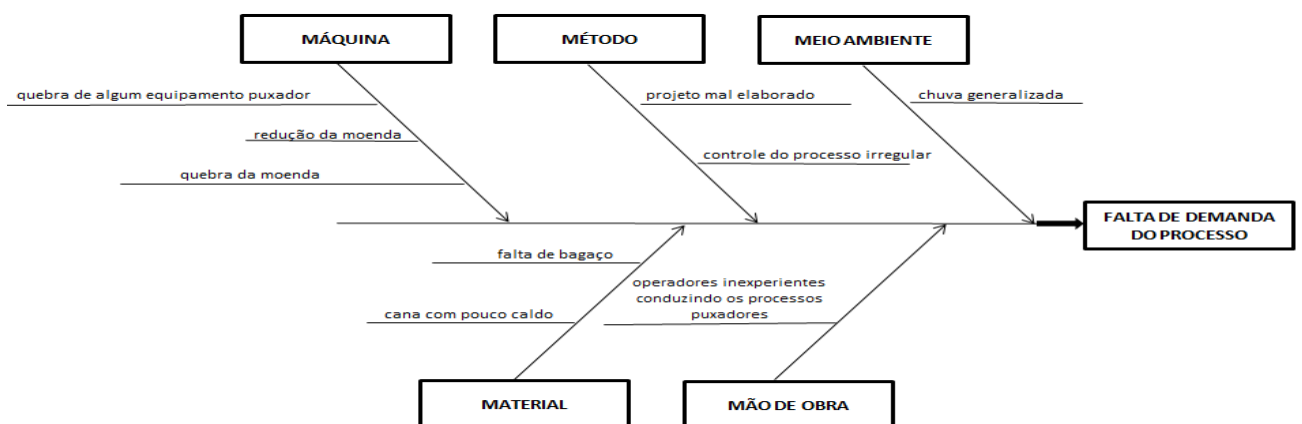 MÁQUINA
MÉTODO
MEIO AMBIENTE
quebra de algum equipamento puxador
projeto mal elaborado
chuva generalizada
redução da moenda
controle do processo irregular
quebra da moenda
FALTA DE DEMANDA
DO PROCESSO
falta de bagaço
operadores inexperientes
conduzindo os processos
puxadores
cana com pouco caldo
MATERIAL
MÃO DE OBRA